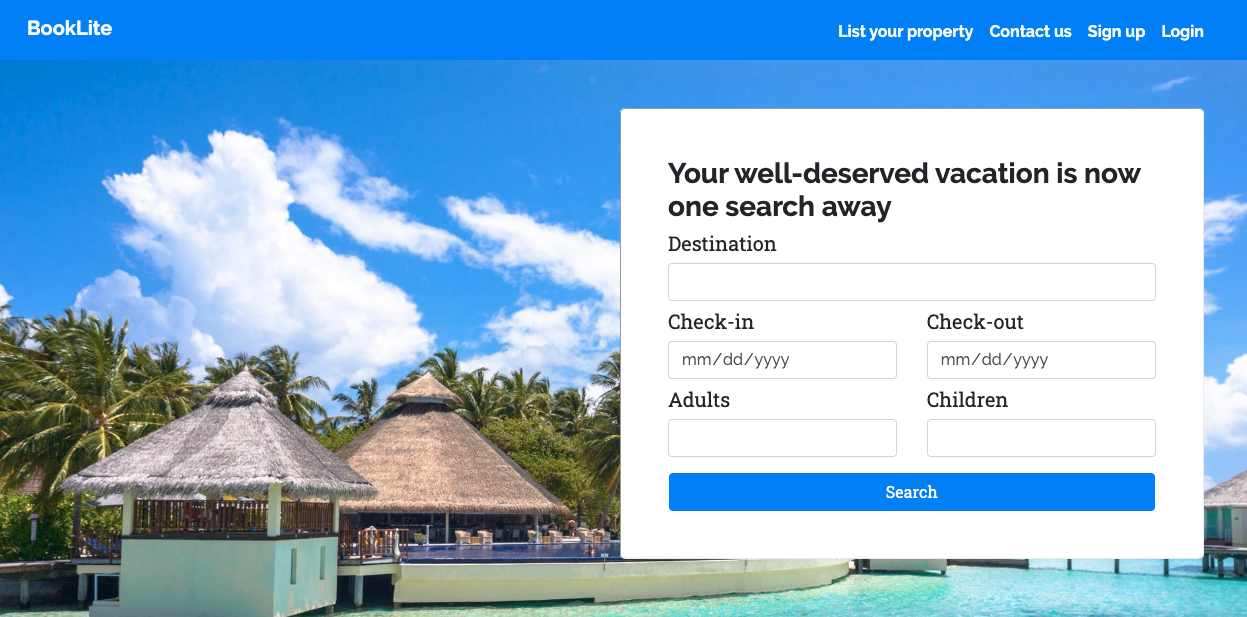 BookLite
List your property Contact us Sign up Login
Your well-deserved vacation is now
one search away
Destination
Check-in Check-out
mm/dd/yyyy mm/dd/yyyy
Adults Children
Search